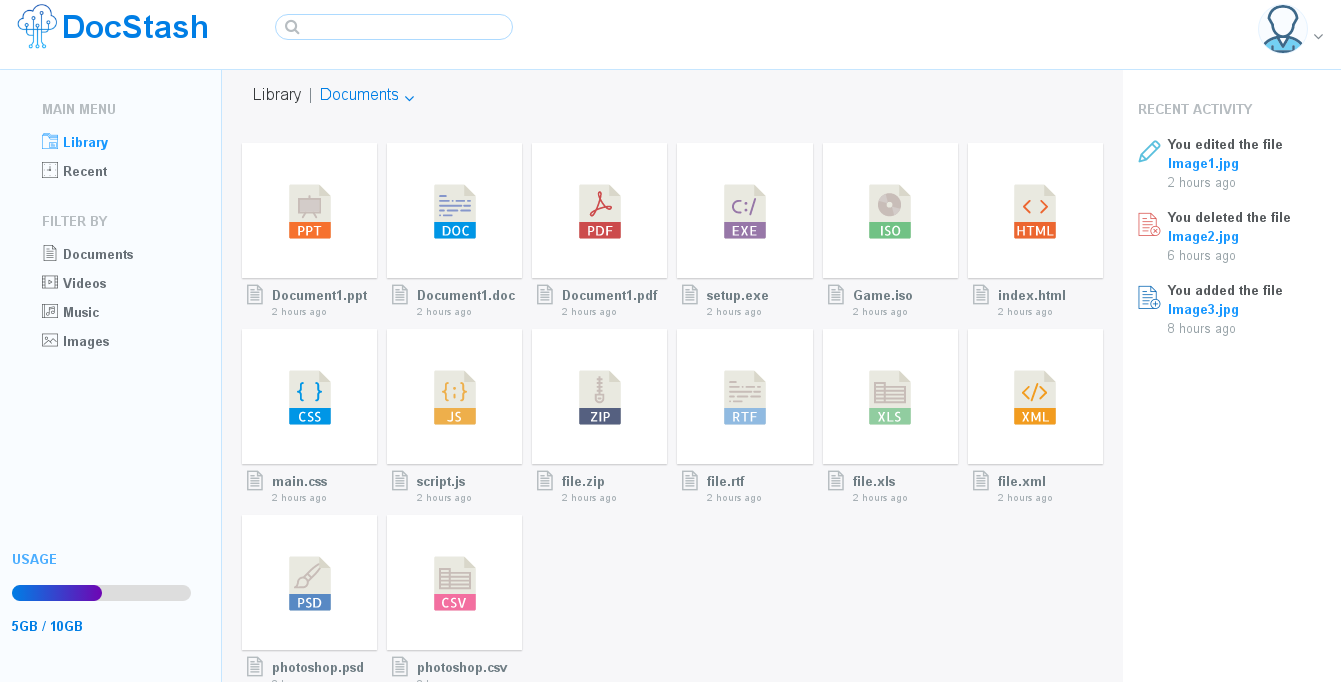 DocStash
MAIN MENU
Library
Recent
FILTER BY
Documents
Videos
Music
Images
USAGE
5GB / 10GB
Library | Documents
PPT DOC PDF C:/ EXE ISO HTML
Document1.ppt Document1.doc Document1.pdf setup.exe Game.iso index.html
2 hours ago 2 hours ago 2 hours ago 2 hours ago 2 hours ago 2 hours ago
CSS JS ZIP RTF XLS XML
main.css script.js file.zip file.rtf file.xls file.xml
2 hours ago 2 hours ago 2 hours ago 2 hours ago 2 hours ago 2 hours ago
PSD CSV
photoshop.psd photoshop.csv
RECENT ACTIVITY
You edited the file
Image1.jpg
2 hours ago
You deleted the file
Image2.jpg
6 hours ago
You added the file
Image3.jpg
8 hours ago